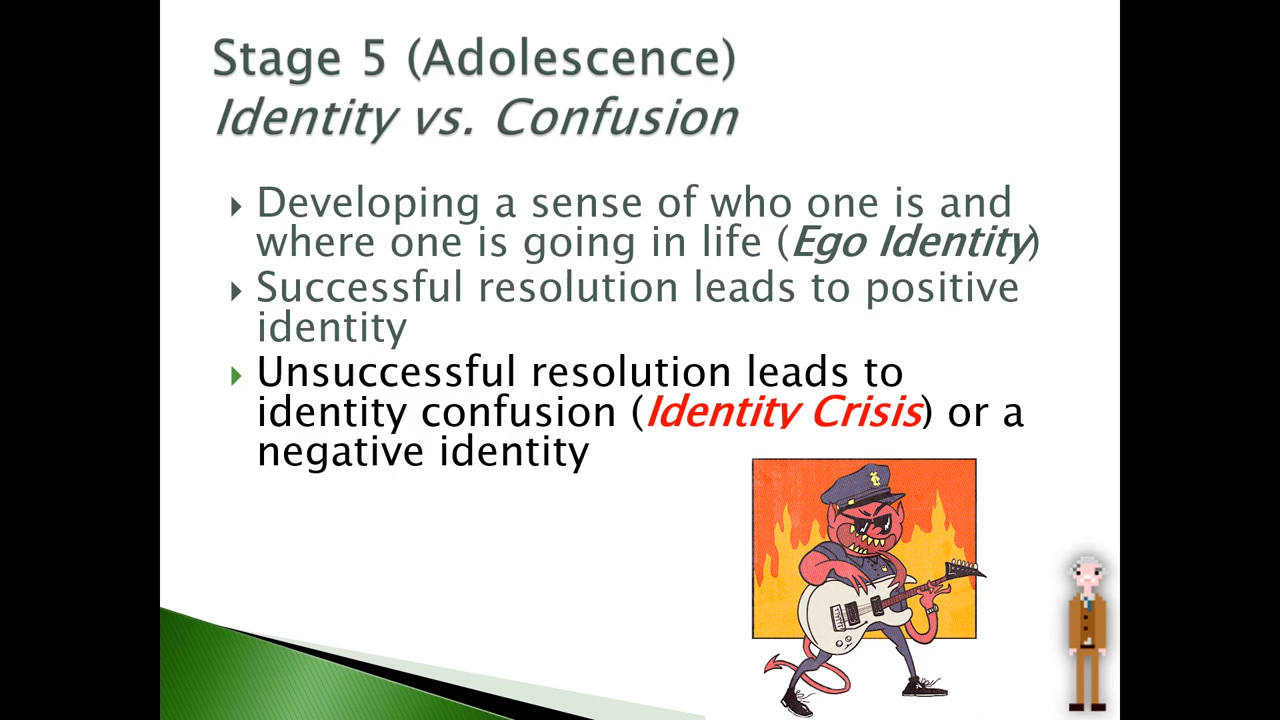 Stage 5 (Adolescence)
Identity vs. Confusion
Developing a sense of who one is and
where one is going in life (Ego Identity)
Successful resolution leads to positive
identity
Unsuccessful resolution leads to
identity confusion (Identity Crisis) or a
negative identity